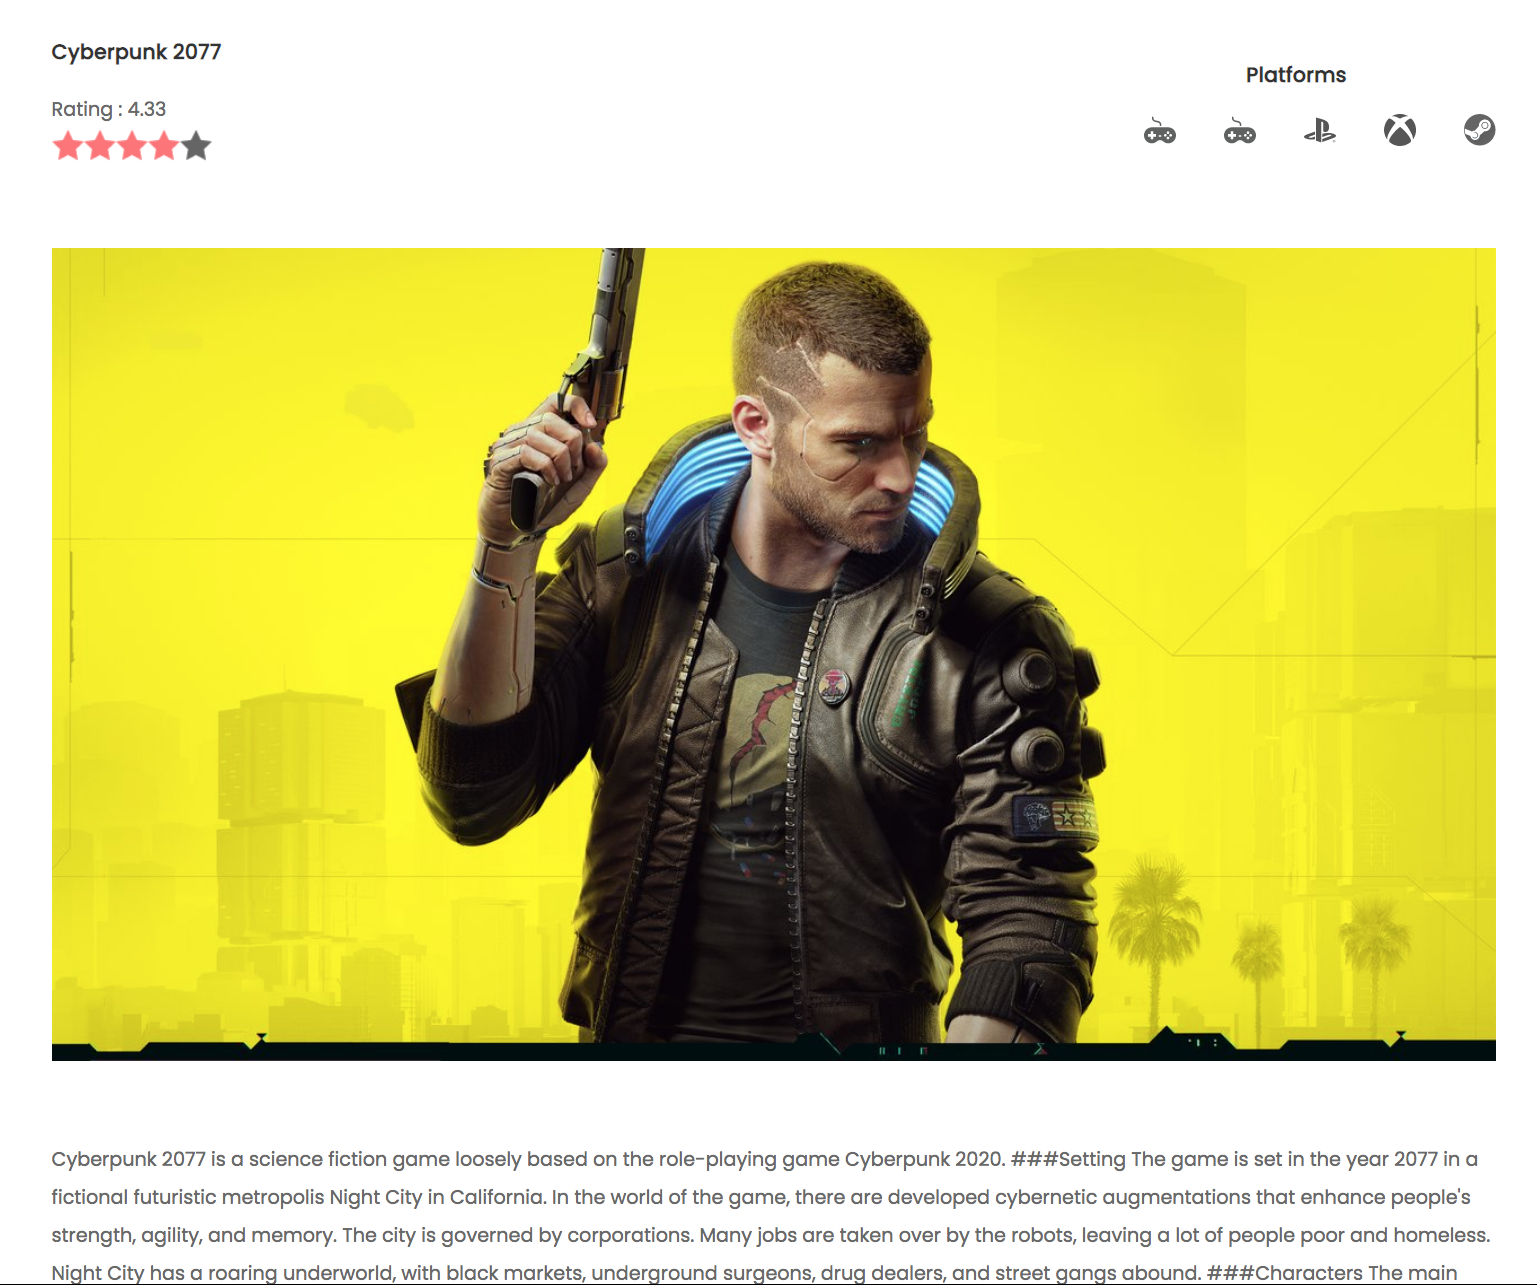 Cyberpunk 2077
Platforms
Rating : 4.33
Cyberpunk 2077 is a science fiction game loosely based on the role-playing game Cyberpunk 2020. ###Setting The game is set in the year 2077 in a
fictional futuristic metropolis Night City in California. In the world of the game, there are developed cybernetic augmentations that enhance people's
strength, agility, and memory. The city is governed by corporations. Many jobs are taken over by the robots, leaving a lot of people poor and homeless.
Night City has a roaring underworld, with black markets, underground surgeons, drug dealers, and street gangs abound. ###Characters The main